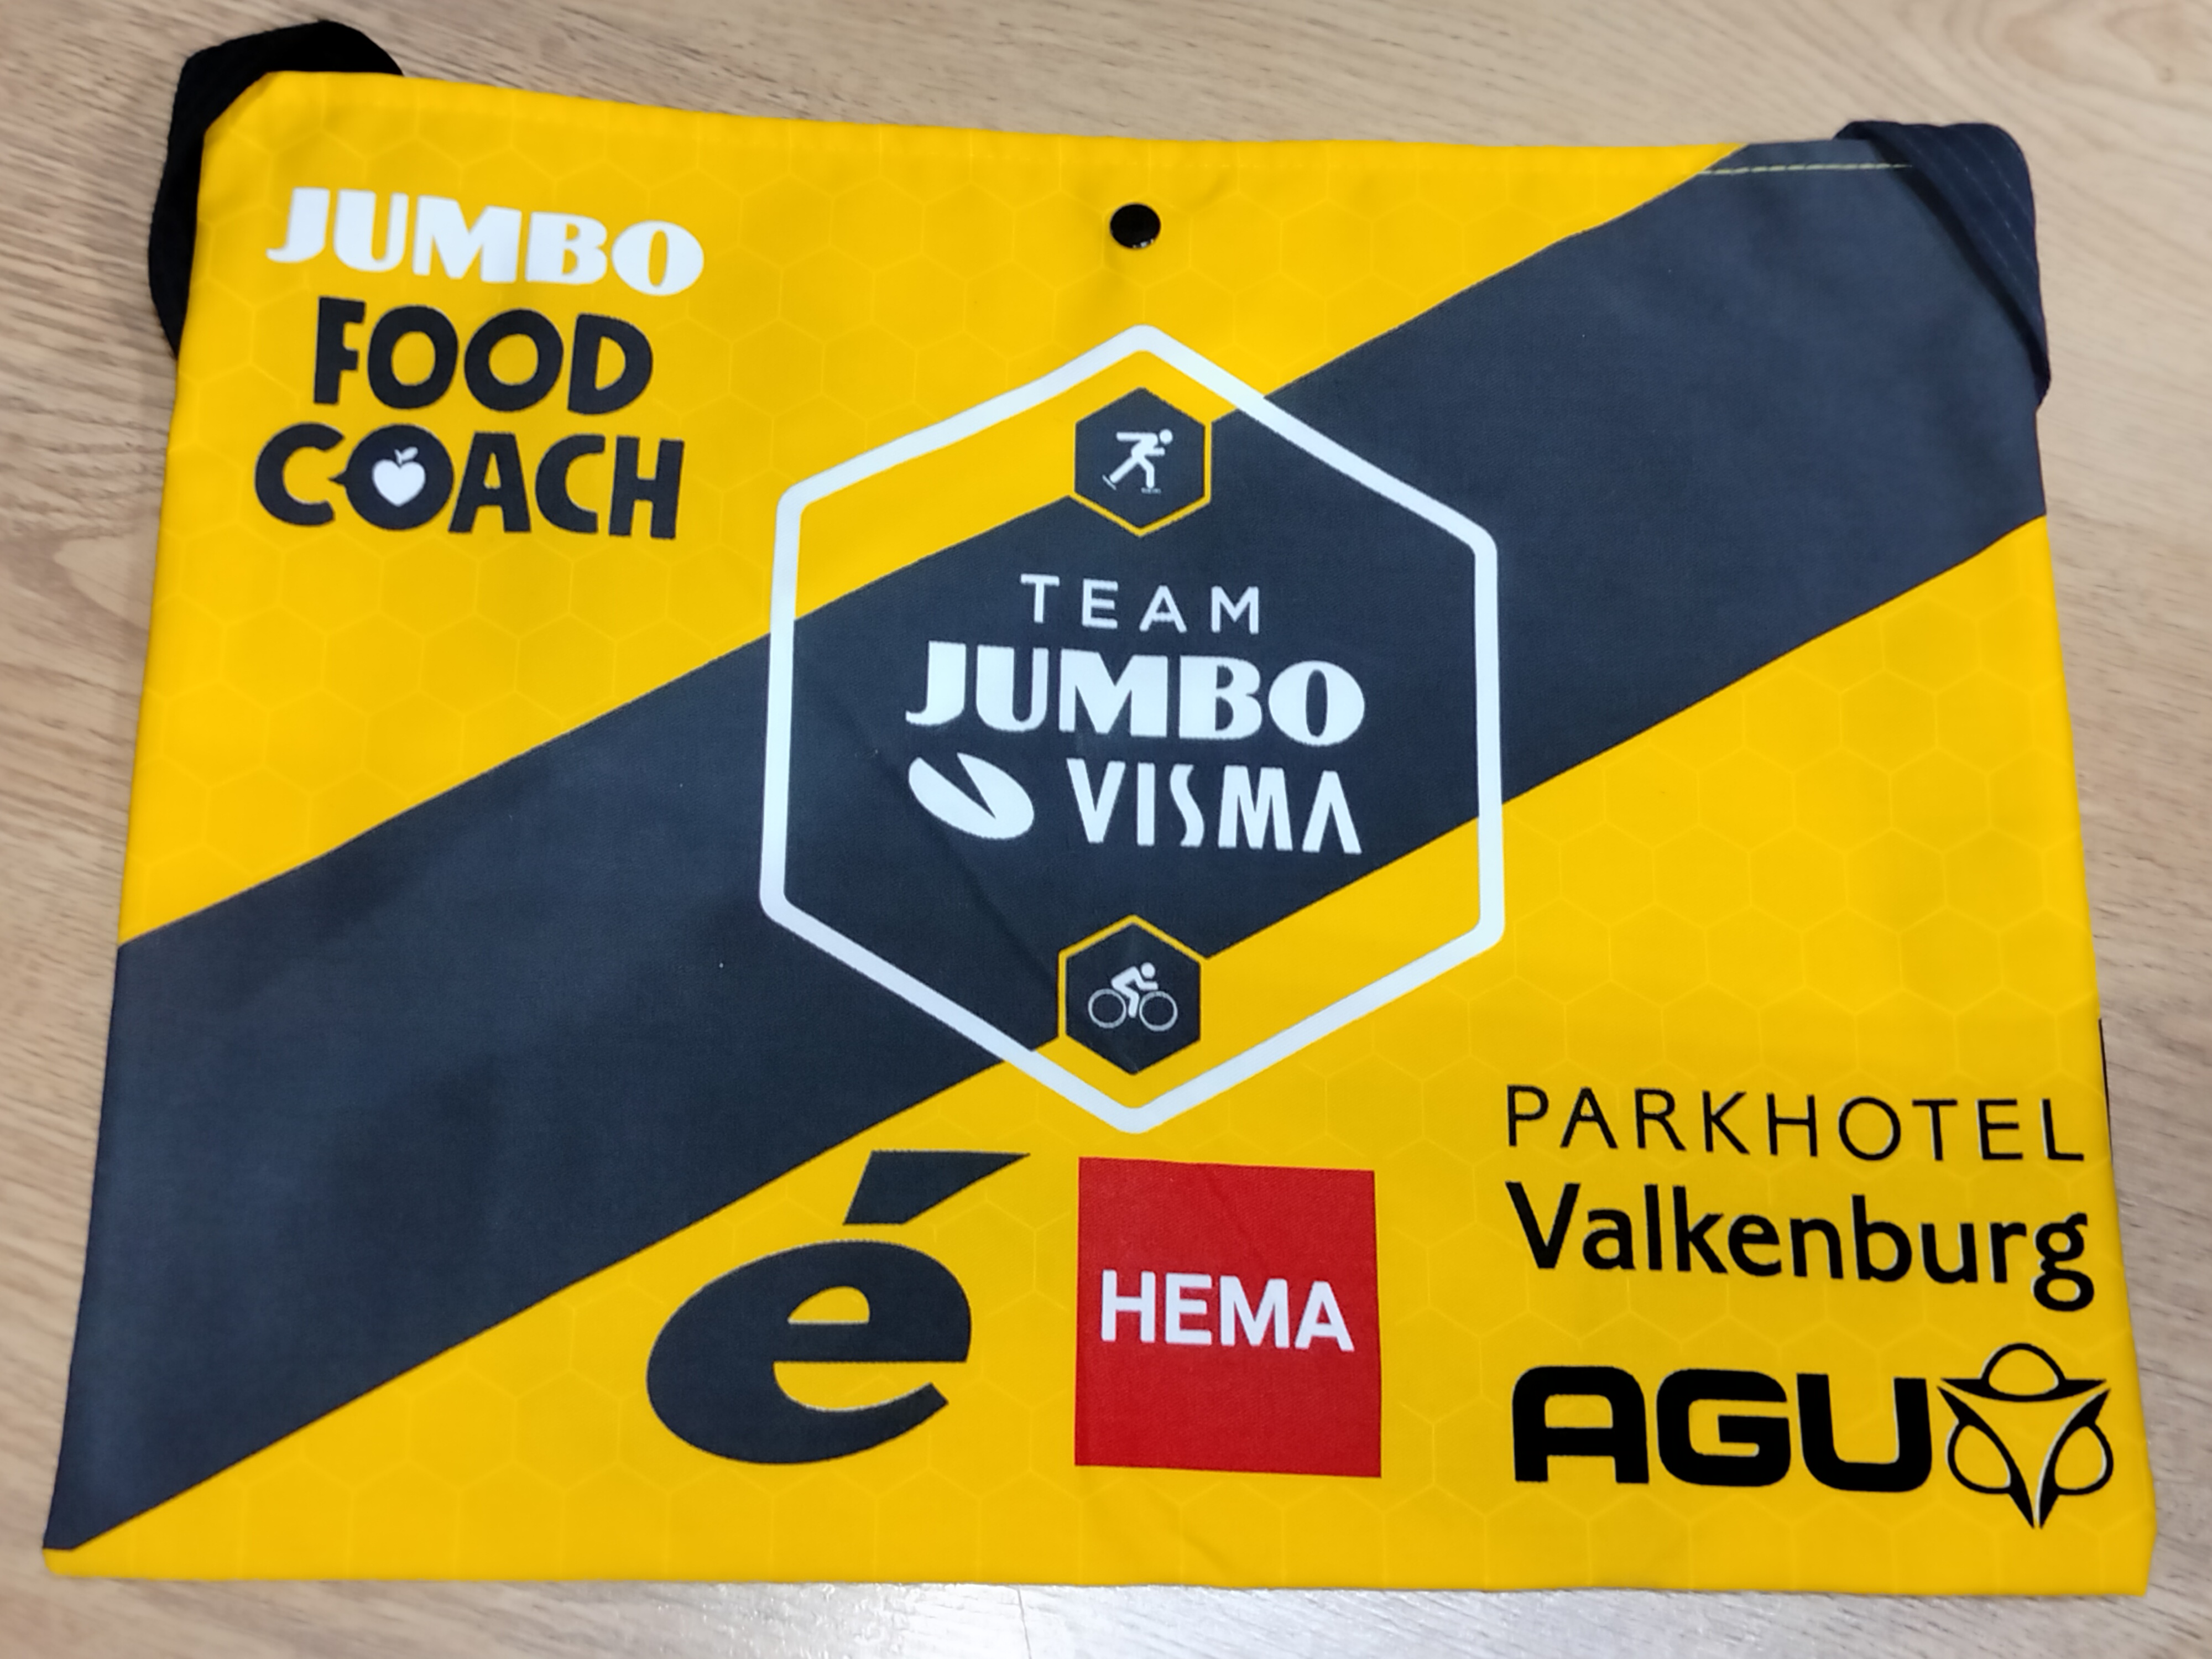 JUMBO
FOOD
COACH
TEAM
JUMBO
VISMA
é
HEMA
PARKHOTEL
Valkenburg
AGU